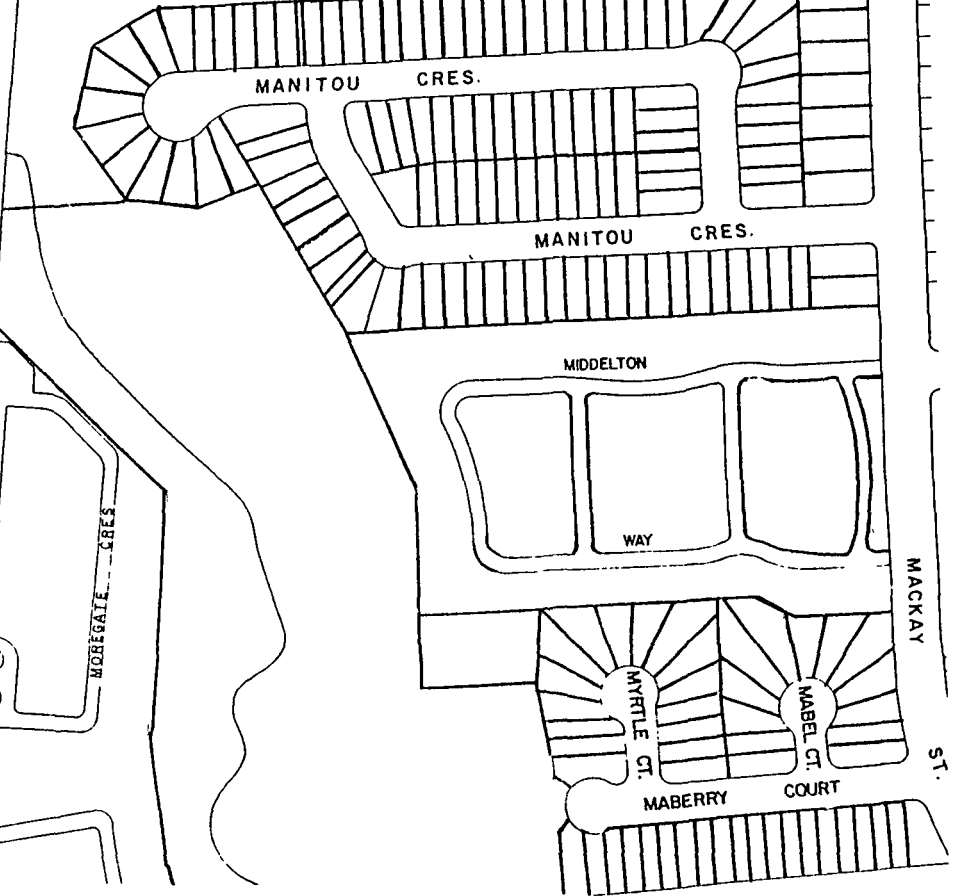 MANITOU CRES.
MANITOU CRES.
MIDDELTON
WAY
MOREGATE CRES
MACKAY
ST.
MYRTLE CT.
MABEL CT.
MABERRY COURT